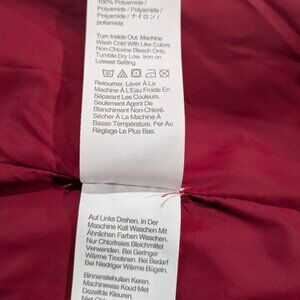 100% Polyamide /
Polyamide / Polyamide /
Polyamide / ナイロン /
poliamida
Turn Inside Out. Machine
Wash Cold With Like Colors.
Non-Chlorine Bleach Only.
Tumble Dry Low. Iron on
Lowest Setting.
Retourner. Laver À La
Machine À L'Eau Froide En
Séparant Les Couleurs.
Seulement Agent De
Blanchiment Non-Chloré.
Sécher À La Machine À
Basse Température. Fer Au
Réglage Le Plus Bas.
Auf Links Drehen. In Der
Maschine Kalt Waschen Mit
Ähnlichen Farben Waschen.
Nur Chlorfreies Bleichmittel
Verwenden. Bei Geringer
Wärme Trocknen. Bei Bedarf
Bei Niedriger Wärme Bügeln.
Binnenstebuiten Keren.
Machinewas Koud Met
Dezelfde Kleuren.